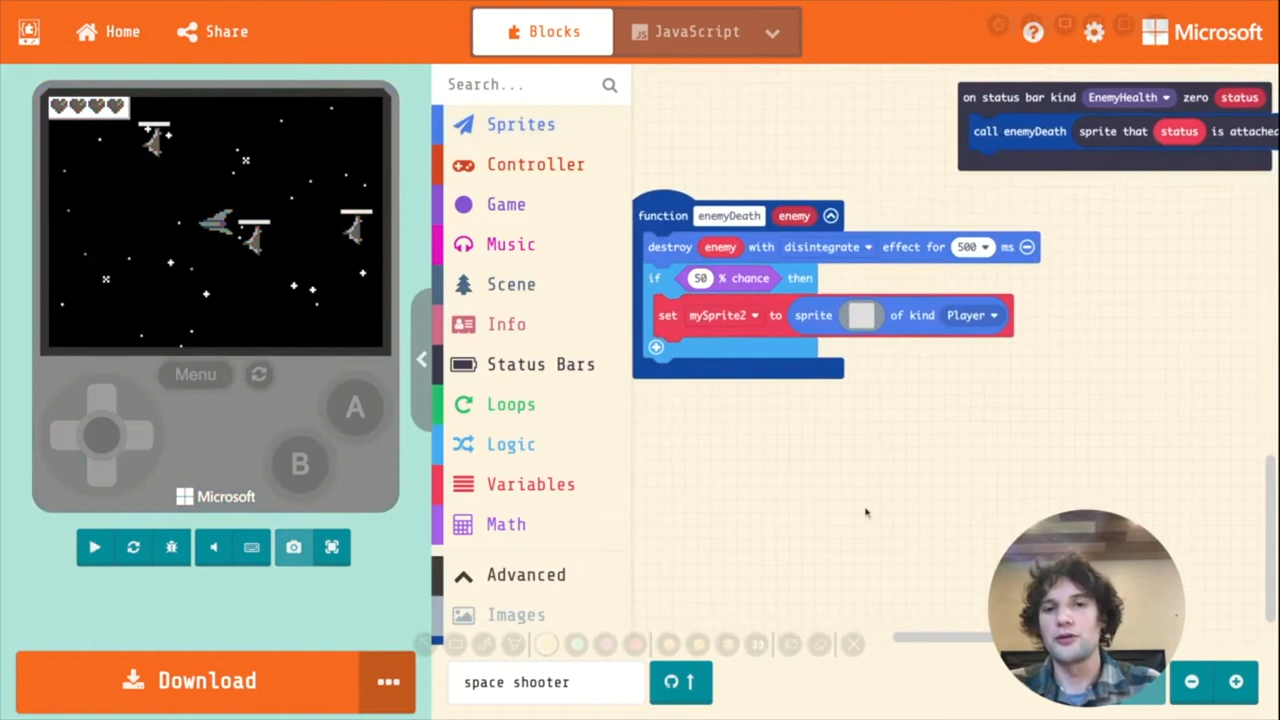 Home
Share
Blocks
JavaScript
Microsoft
Search...
Sprites
Controller
Game
Music
Scene
Info
Status Bars
Loops
Logic
Variables
Math
Advanced
Images
on status bar kind EnemyHealth zero status
call enemyDeath sprite that status is attached
function enemyDeath enemy
destroy enemy with disintegrate effect for 500 ms
if 50 % chance then
set mySprite2 to sprite of kind Player
Menu
A
B
Microsoft
Download
space shooter